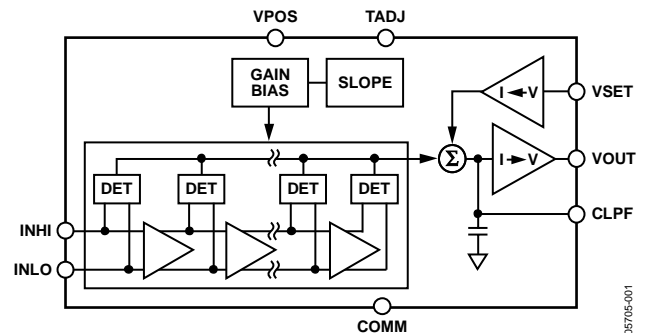 VPOS
TADJ
GAIN
BIAS
SLOPE
I V
VSET
Σ
I V
VOUT
DET
DET
DET
DET
CLPF
INHI
INLO
COMM
05705-001